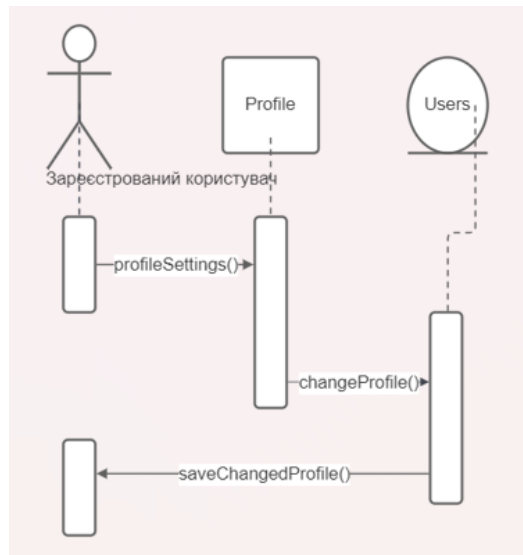 Profile
Users
Зареєстрований користувач
profileSettings()
changeProfile()
saveChangedProfile()